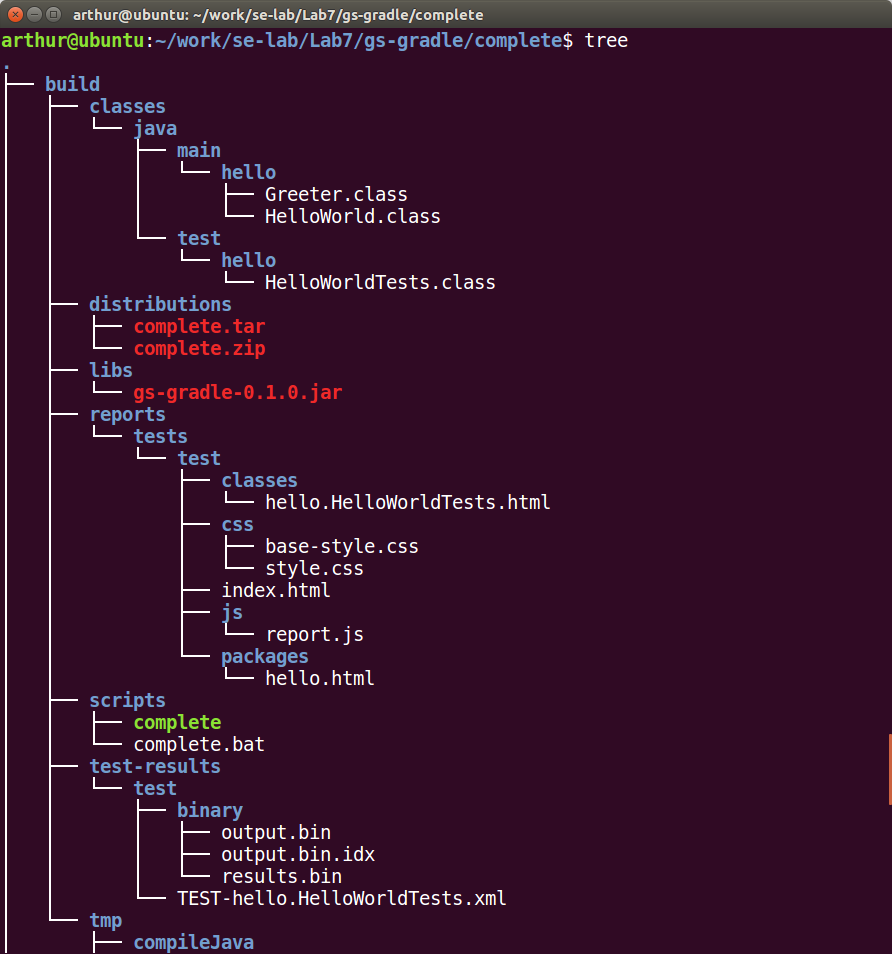 arthur@ubuntu: ~/work/se-lab/Lab7/gs-gradle/complete
arthur@ubuntu:~/work/se-lab/Lab7/gs-gradle/complete$ tree
.
├── build
│   ├── classes
│   │   └── java
│   │       ├── main
│   │       │   └── hello
│   │       │       ├── Greeter.class
│   │       │       └── HelloWorld.class
│   │       └── test
│   │           └── hello
│   │               └── HelloWorldTests.class
│   ├── distributions
│   │   ├── complete.tar
│   │   └── complete.zip
│   ├── libs
│   │   └── gs-gradle-0.1.0.jar
│   ├── reports
│   │   └── tests
│   │       └── test
│   │           ├── classes
│   │           │   └── hello.HelloWorldTests.html
│   │           ├── css
│   │           │   ├── base-style.css
│   │           │   └── style.css
│   │           ├── index.html
│   │           ├── js
│   │           │   └── report.js
│   │           └── packages
│   │               └── hello.html
│   ├── scripts
│   │   ├── complete
│   │   └── complete.bat
│   ├── test-results
│   │   └── test
│   │       ├── binary
│   │       │   ├── output.bin
│   │       │   ├── output.bin.idx
│   │       │   └── results.bin
│   │       └── TEST-hello.HelloWorldTests.xml
│   └── tmp
│       ├── compileJava